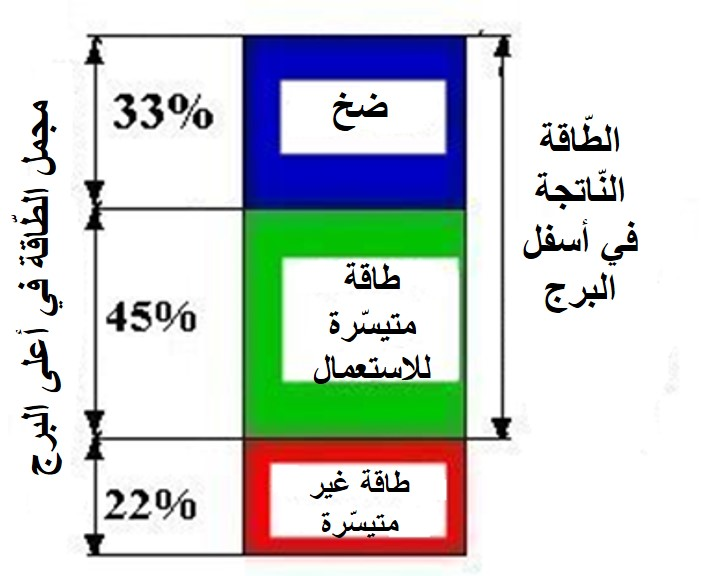 مجمل الطّاقة في أعلى البرج
33%
45%
22%
ضخ
طاقة
متيسّرة
للاستعمال
طاقة غير
متيسّرة
الطّاقة
النّاتجة
في أسفل
البرج